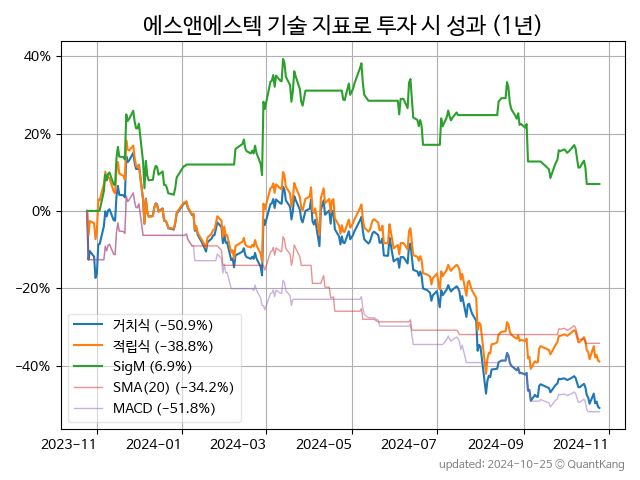 에스앤에스텍 기술 지표로 투자 시 성과 (1년)
40%
20%
0%
−20%
−40%
거치식 (−50.9%)
적립식 (−38.8%)
SigM (6.9%)
SMA(20) (−34.2%)
MACD (−51.8%)
2023−11 2024−01 2024−03 2024−05 2024−07 2024−09 2024−11
updated: 2024-10-25 © QuantKang